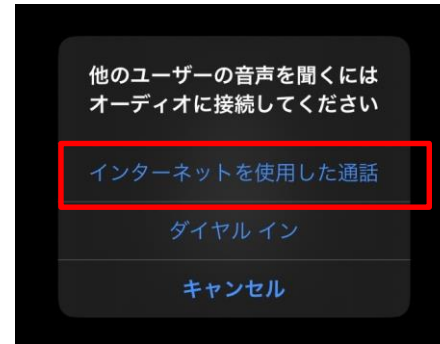 他のユーザーの音声を聞くには
オーディオに接続してください
インターネットを使用した通話
ダイヤル イン
キャンセル